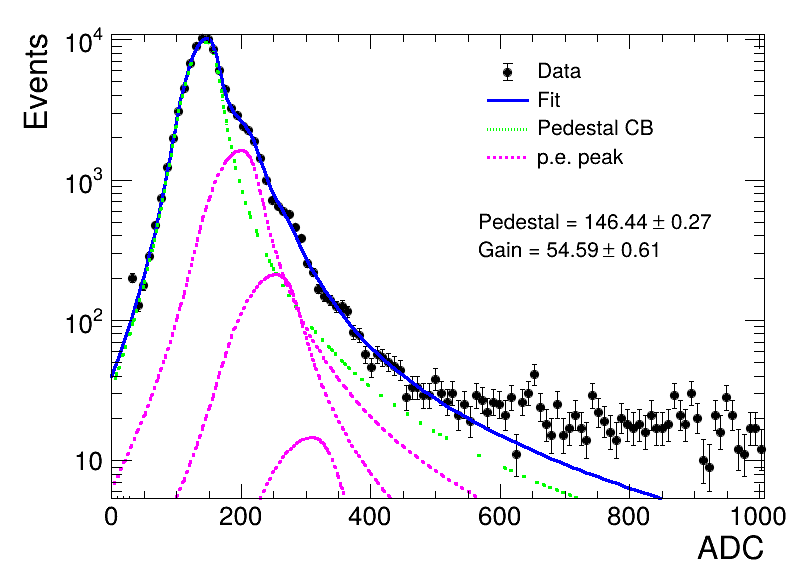 Events
10^4
10^3
10^2
10
Data
Fit
Pedestal CB
p.e. peak
Pedestal = 146.44 ± 0.27
Gain = 54.59 ± 0.61
0 200 400 600 800 1000
ADC